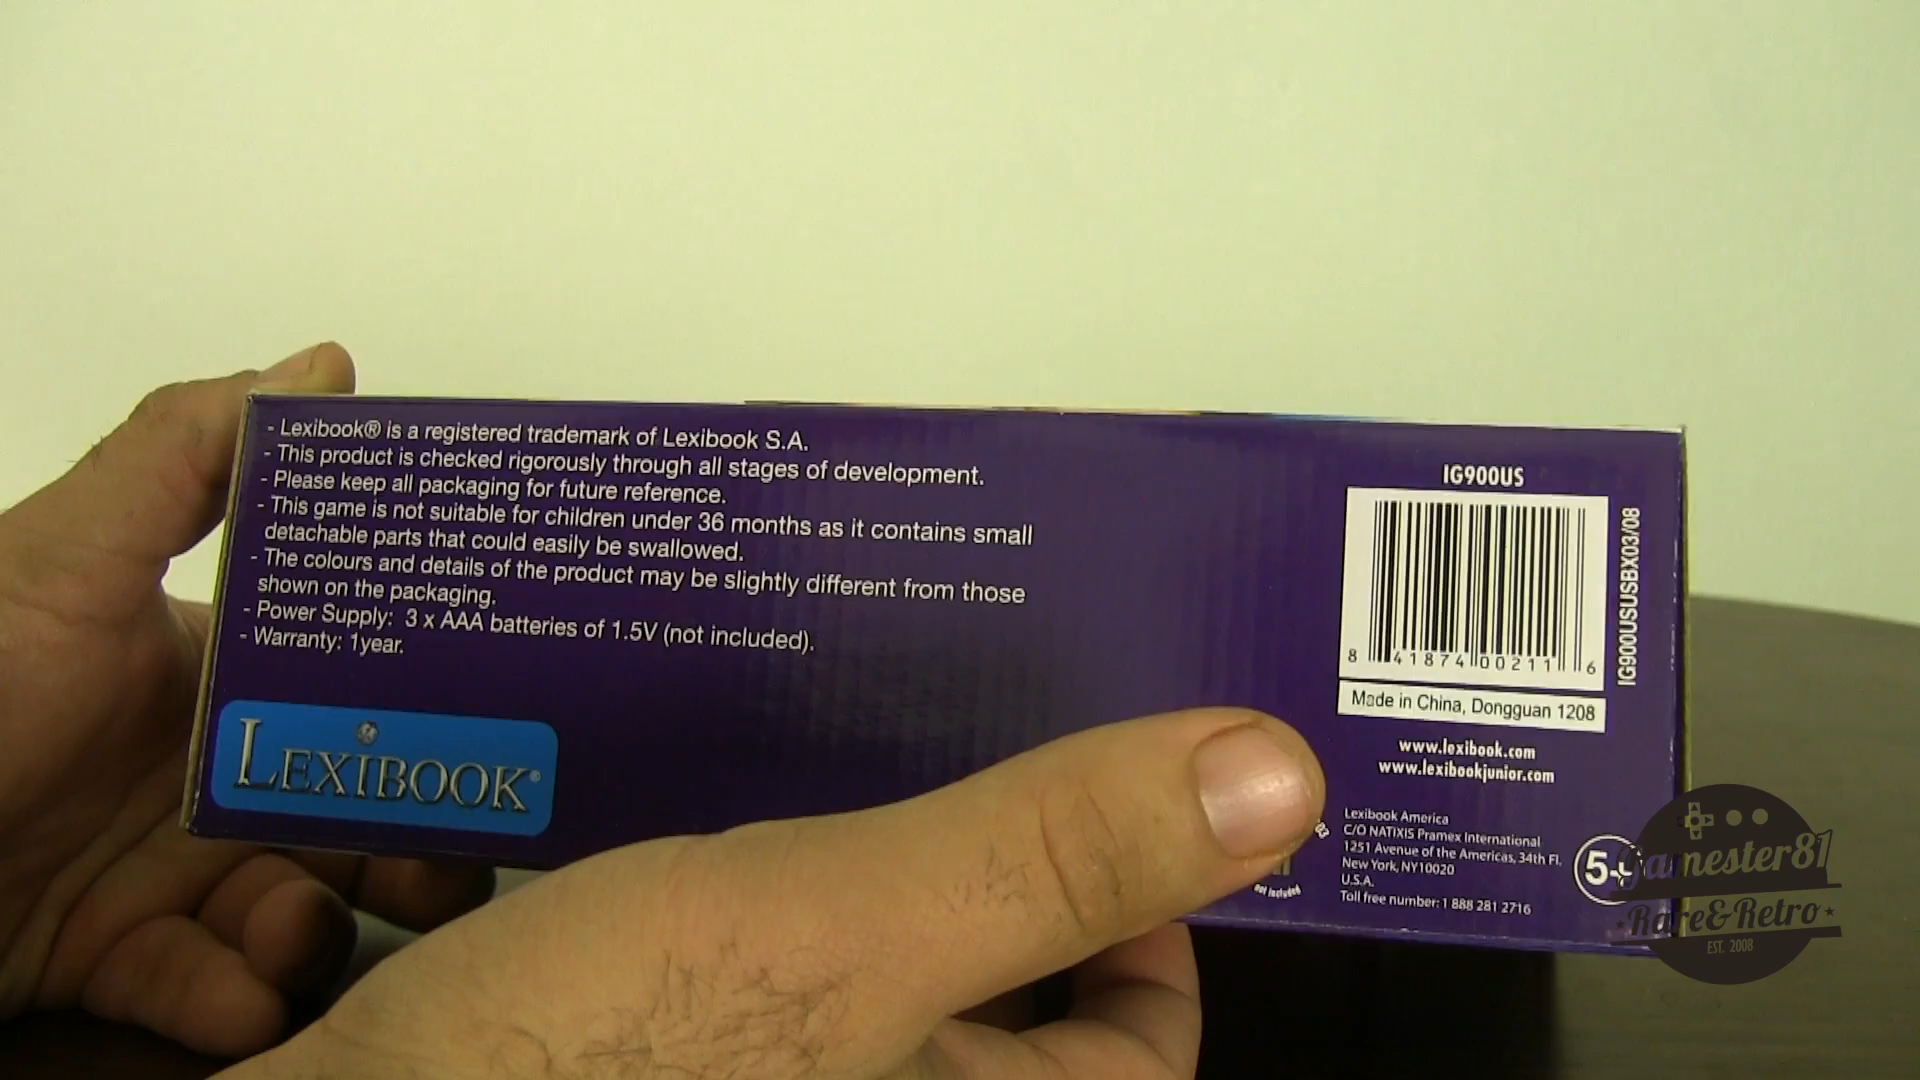 - Lexibook® is a registered trademark of Lexibook S.A.
- This product is checked rigorously through all stages of development.
- Please keep all packaging for future reference.
- This game is not suitable for children under 36 months as it contains small
detachable parts that could easily be swallowed.
- The colours and details of the product may be slightly different from those
shown on the packaging.
- Power Supply: 3 x AAA batteries of 1.5V (not included).
- Warranty: 1year.
LEXIBOOK®
IG900US
8 41874 00211 6
IG900USUSBX03/08
Made in China, Dongguan 1208
www.lexibook.com
www.lexibookjunior.com
Lexibook America
C/O NATIXIS Pramex International
1251 Avenue of the Americas, 34th Fl.
New York, NY10020
U.S.A.
Toll free number: 1 888 281 2716
not included
5+
Gamester81
Rare&Retro
EST. 2008